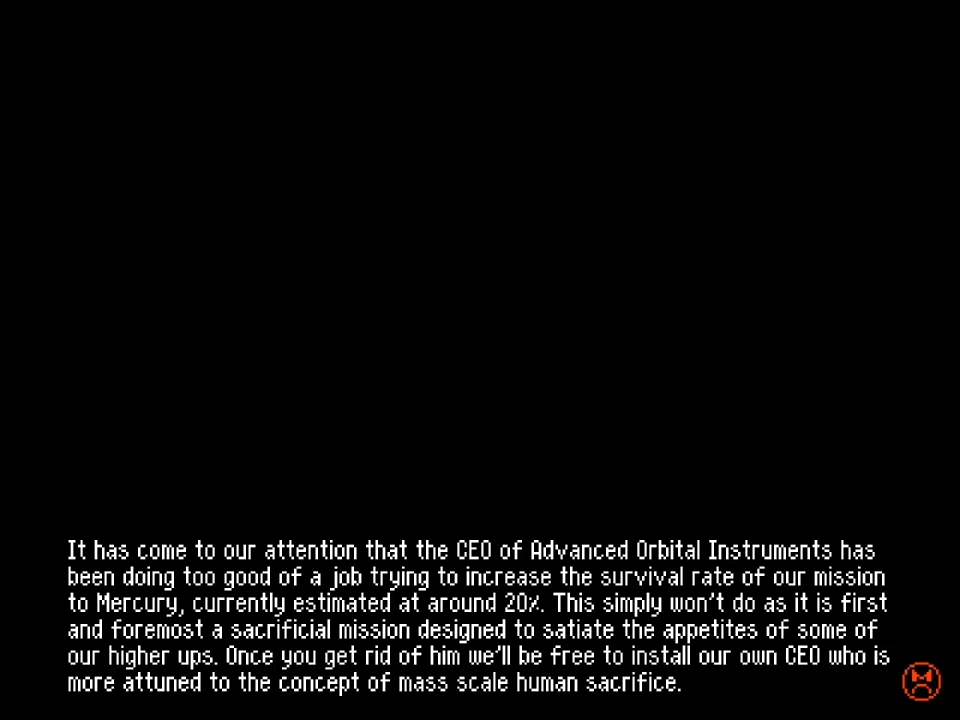 It has come to our attention that the CEO of Advanced Orbital Instruments has
been doing too good of a job trying to increase the survival rate of our mission
to Mercury, currently estimated at around 20%. This simply won't do as it is first
and foremost a sacrificial mission designed to satiate the appetites of some of
our higher ups. Once you get rid of him we'll be free to install our own CEO who is
more attuned to the concept of mass scale human sacrifice.